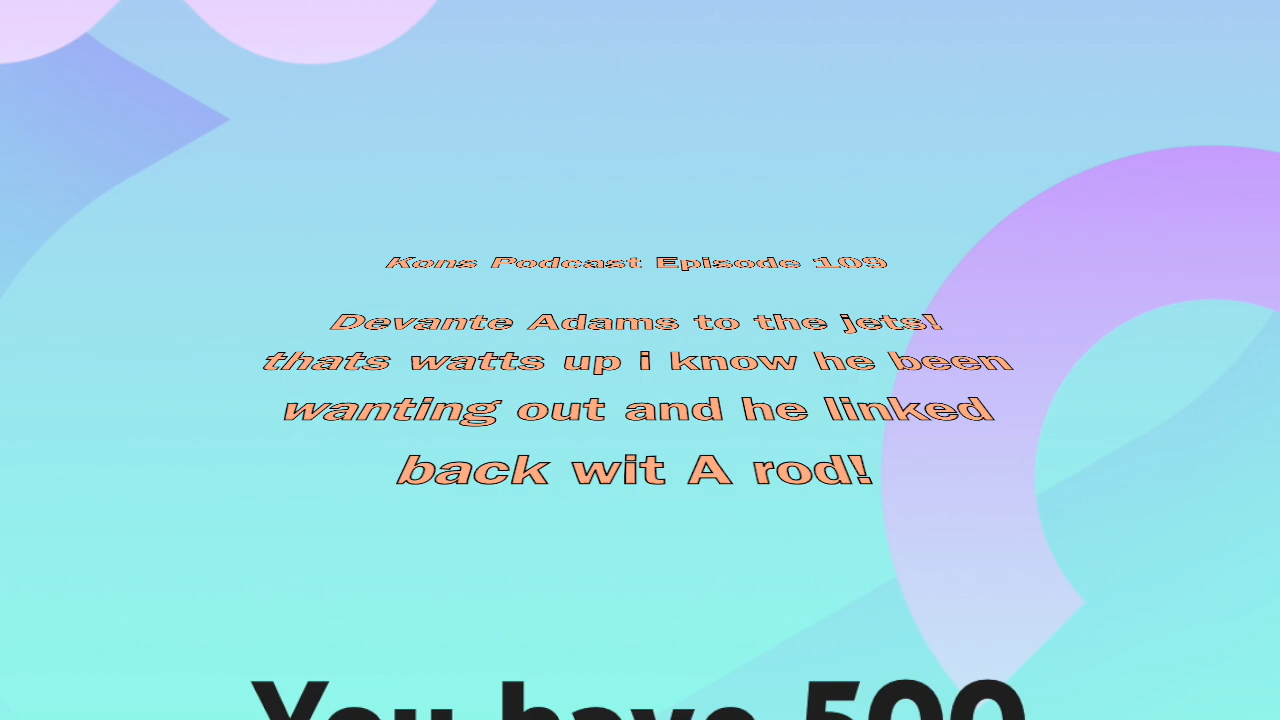 Kons Podcast Episode 109
Devante Adams to the jets!
thats watts up i know he been
wanting out and he linked
back wit A rod!
You have 500